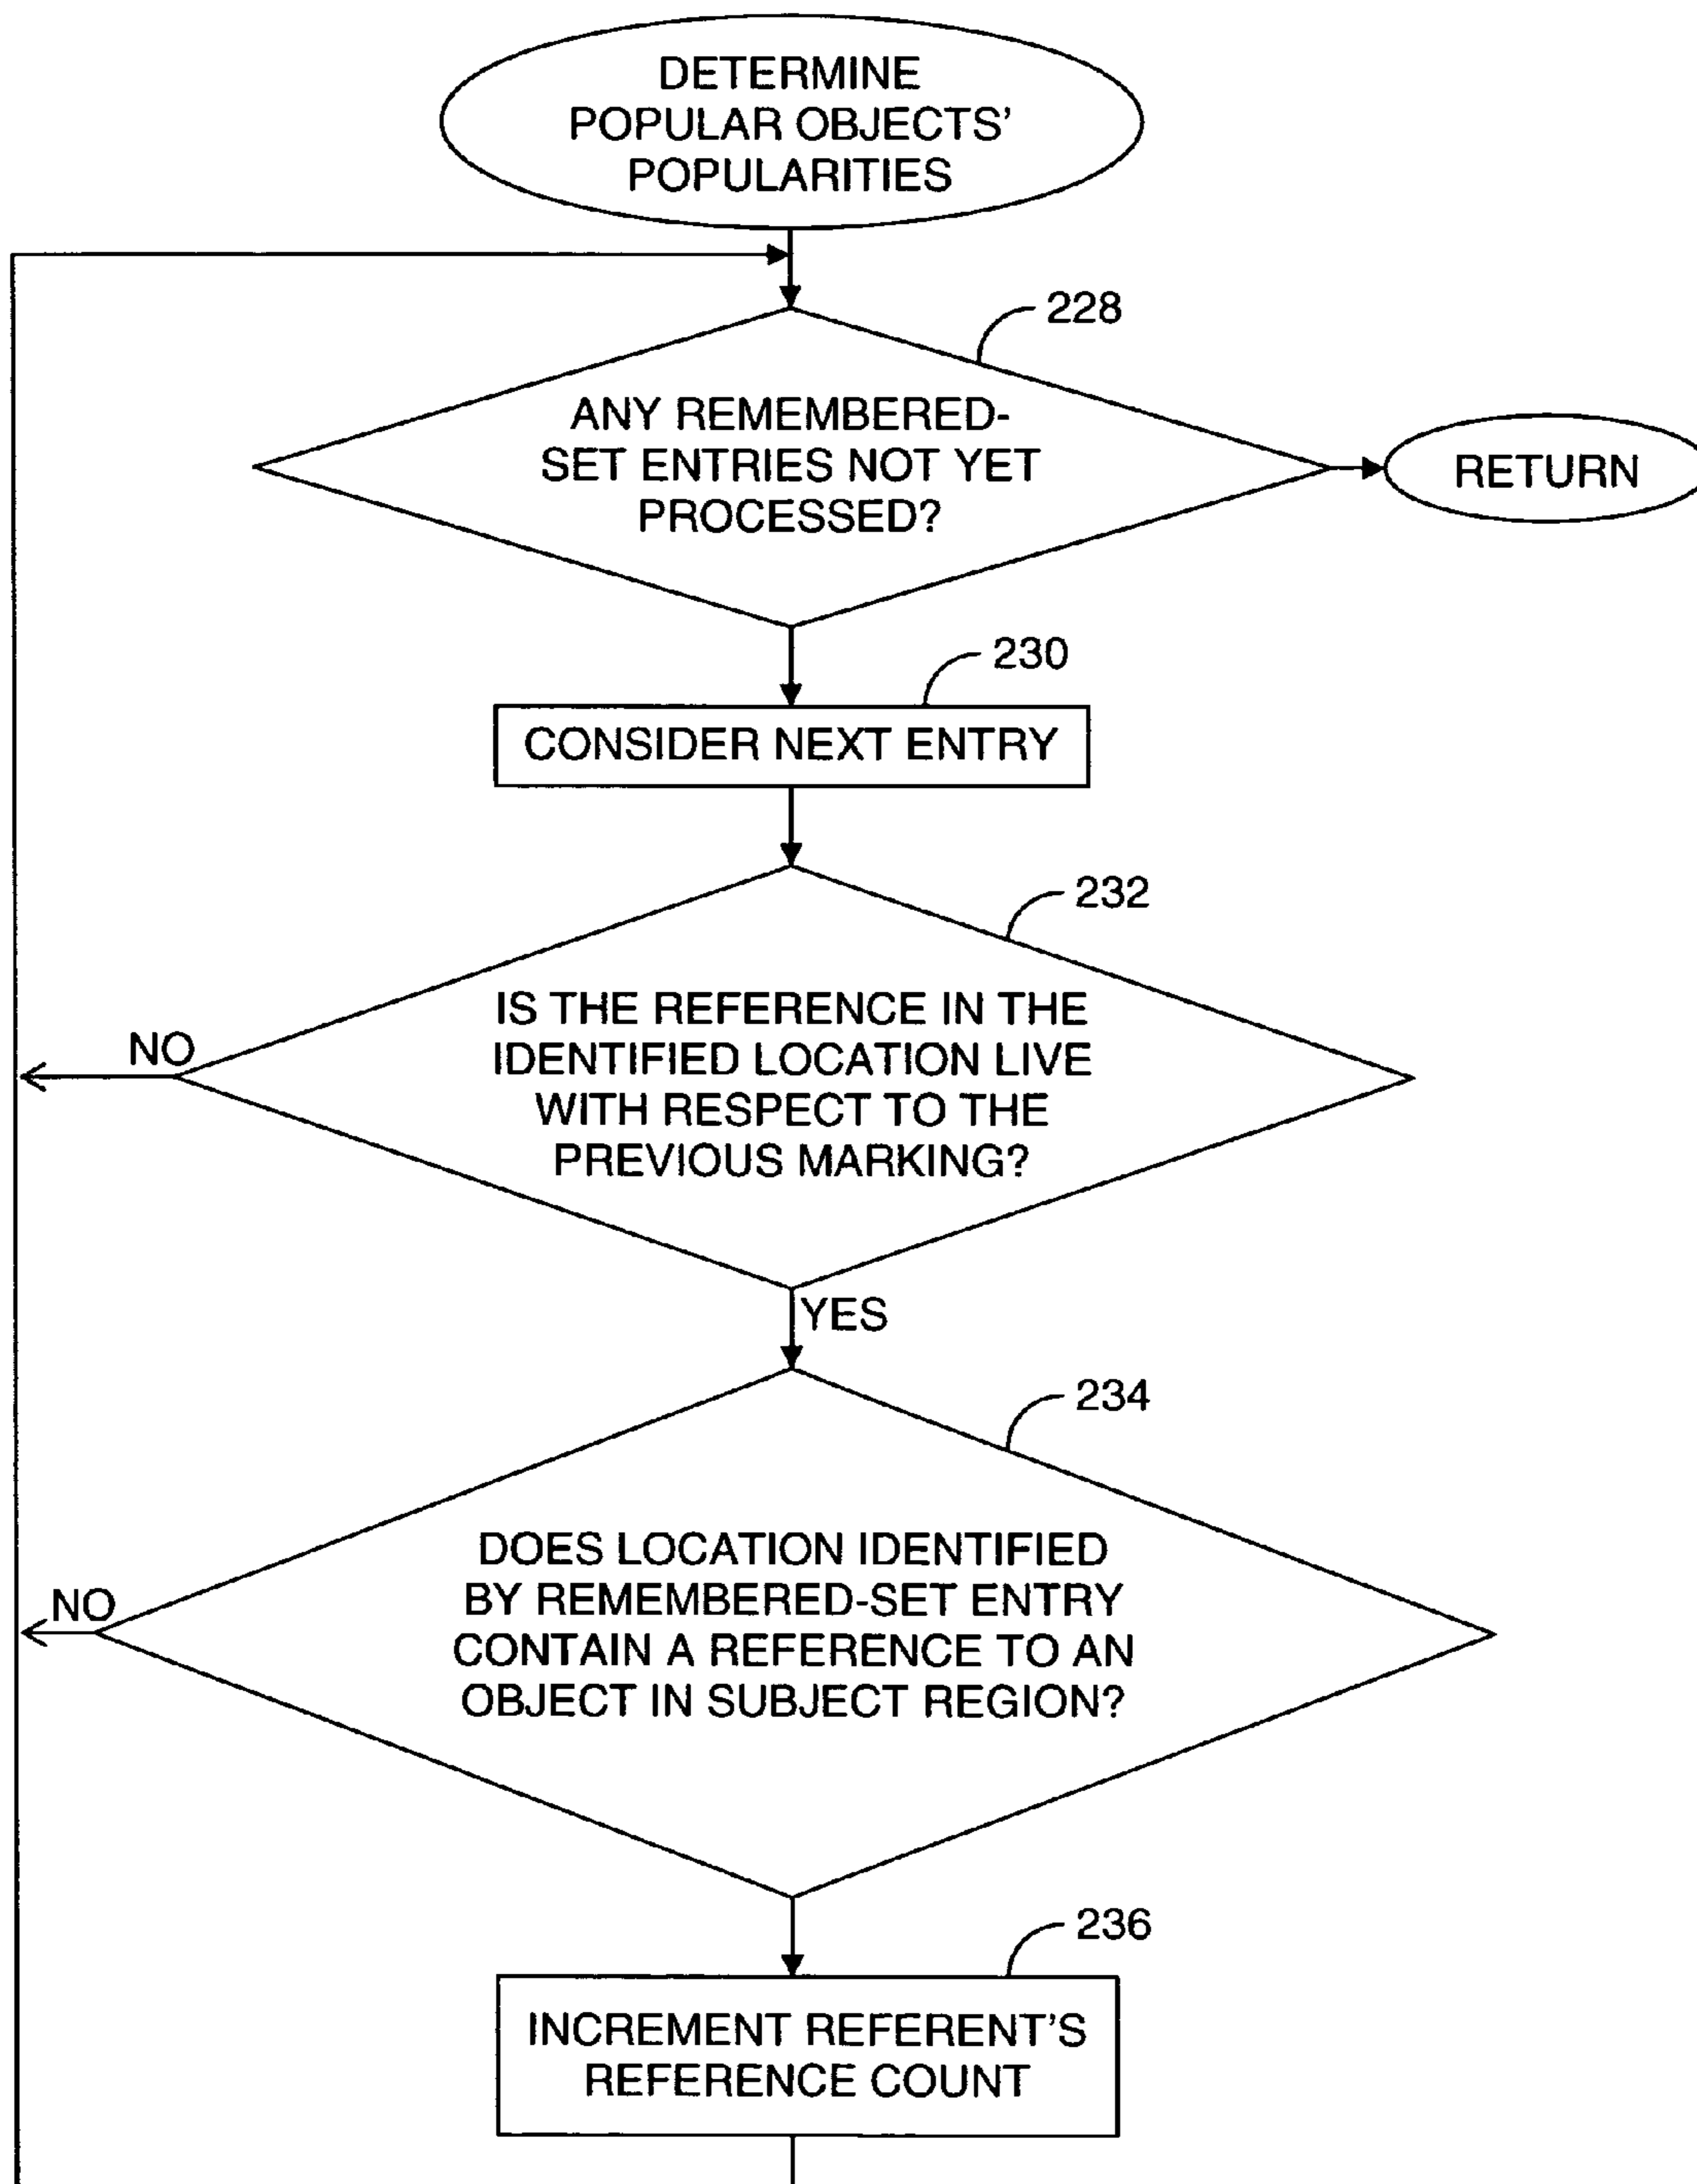 DETERMINE
POPULAR OBJECTS'
POPULARITIES
228
ANY REMEMBERED-
SET ENTRIES NOT YET
PROCESSED?
RETURN
230
CONSIDER NEXT ENTRY
232
IS THE REFERENCE IN THE
IDENTIFIED LOCATION LIVE
WITH RESPECT TO THE
PREVIOUS MARKING?
NO
YES
234
DOES LOCATION IDENTIFIED
BY REMEMBERED-SET ENTRY
CONTAIN A REFERENCE TO AN
OBJECT IN SUBJECT REGION?
NO
236
INCREMENT REFERENT'S
REFERENCE COUNT